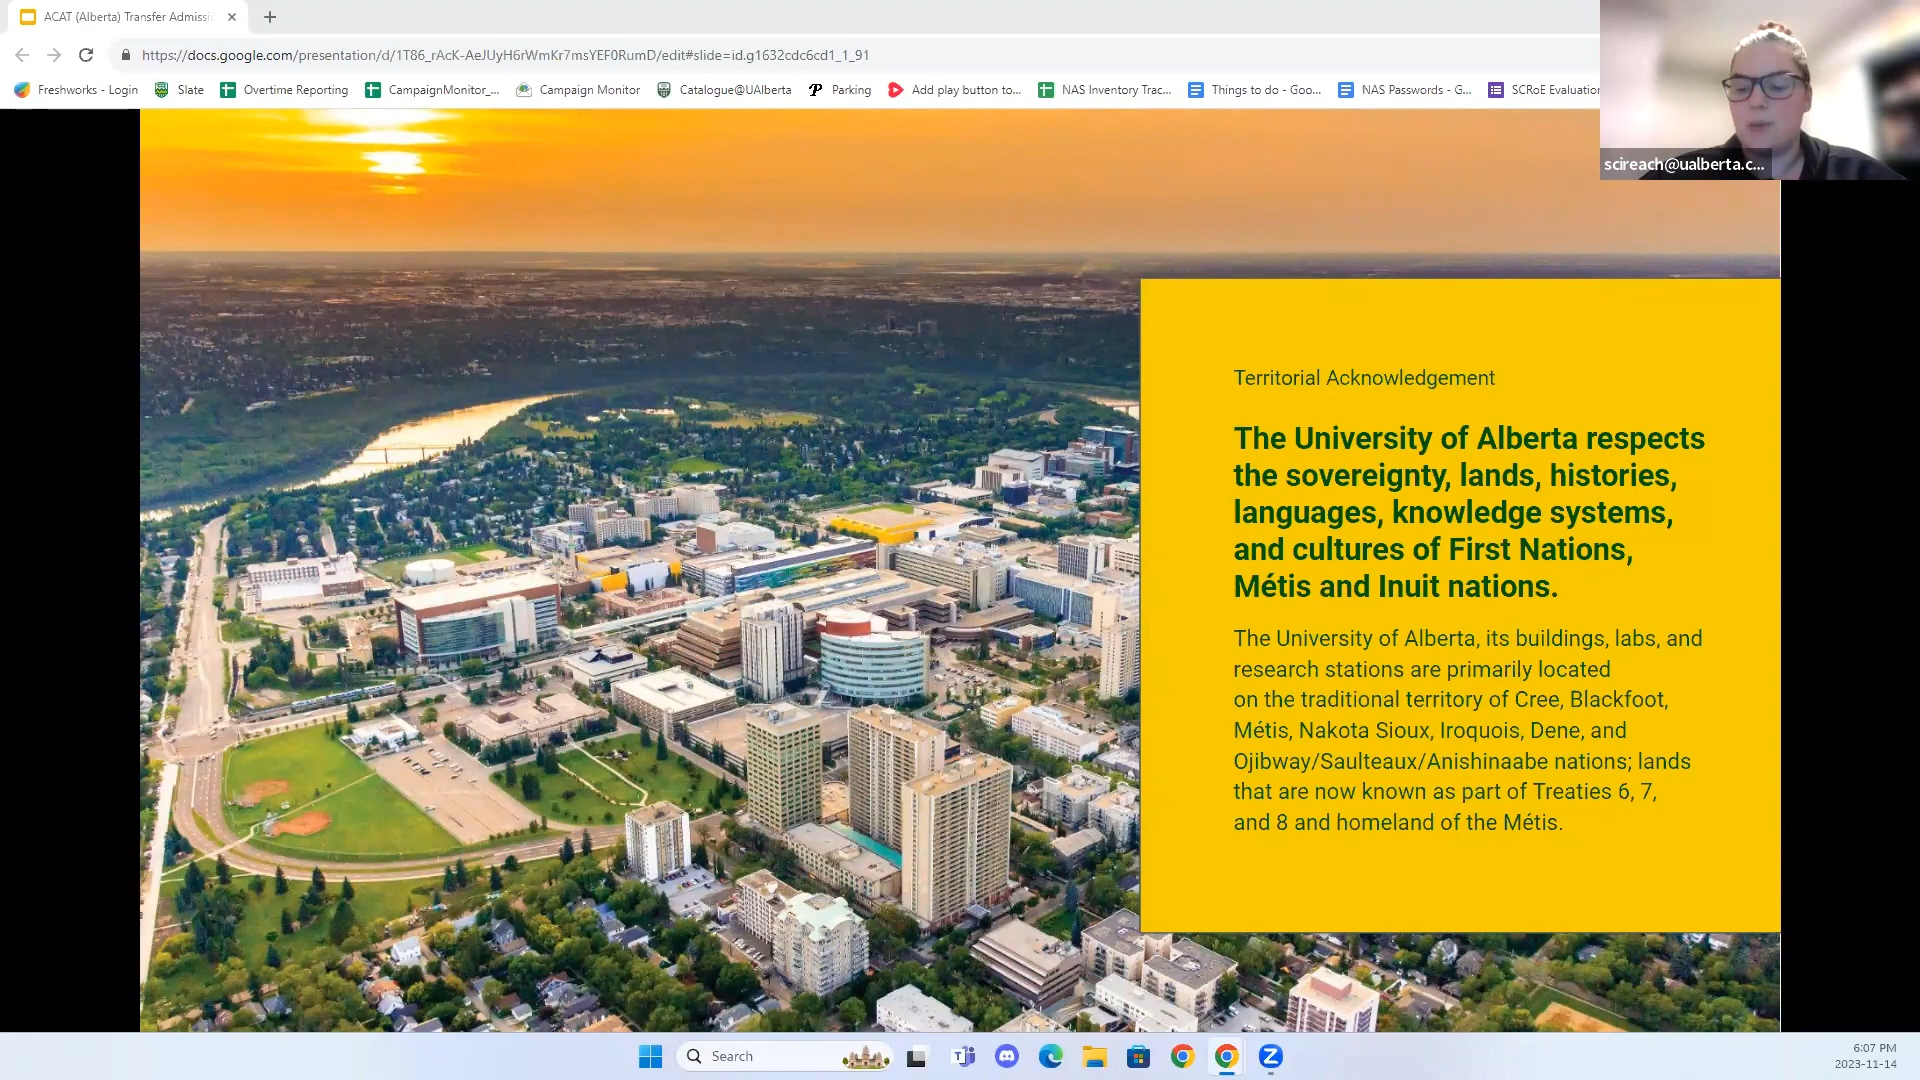 ACAT (Alberta) Transfer Admissi
https://docs.google.com/presentation/d/1T86_rAcK-AeJUyH6rWmKr7msYEF0RumD/edit#slide=id.g1632cdc6cd1_1_91
Freshworks - Login Slate Overtime Reporting CampaignMonitor_... Campaign Monitor Catalogue@UAlberta Parking Add play button to... NAS Inventory Trac... Things to do - Goo... NAS Passwords - G... SCRoE Evaluation
scireach@ualberta.c...
Territorial Acknowledgement
The University of Alberta respects
the sovereignty, lands, histories,
languages, knowledge systems,
and cultures of First Nations,
Métis and Inuit nations.
The University of Alberta, its buildings, labs, and
research stations are primarily located
on the traditional territory of Cree, Blackfoot,
Métis, Nakota Sioux, Iroquois, Dene, and
Ojibway/Saulteaux/Anishinaabe nations; lands
that are now known as part of Treaties 6, 7,
and 8 and homeland of the Métis.
Search
6:07 PM
2023-11-14